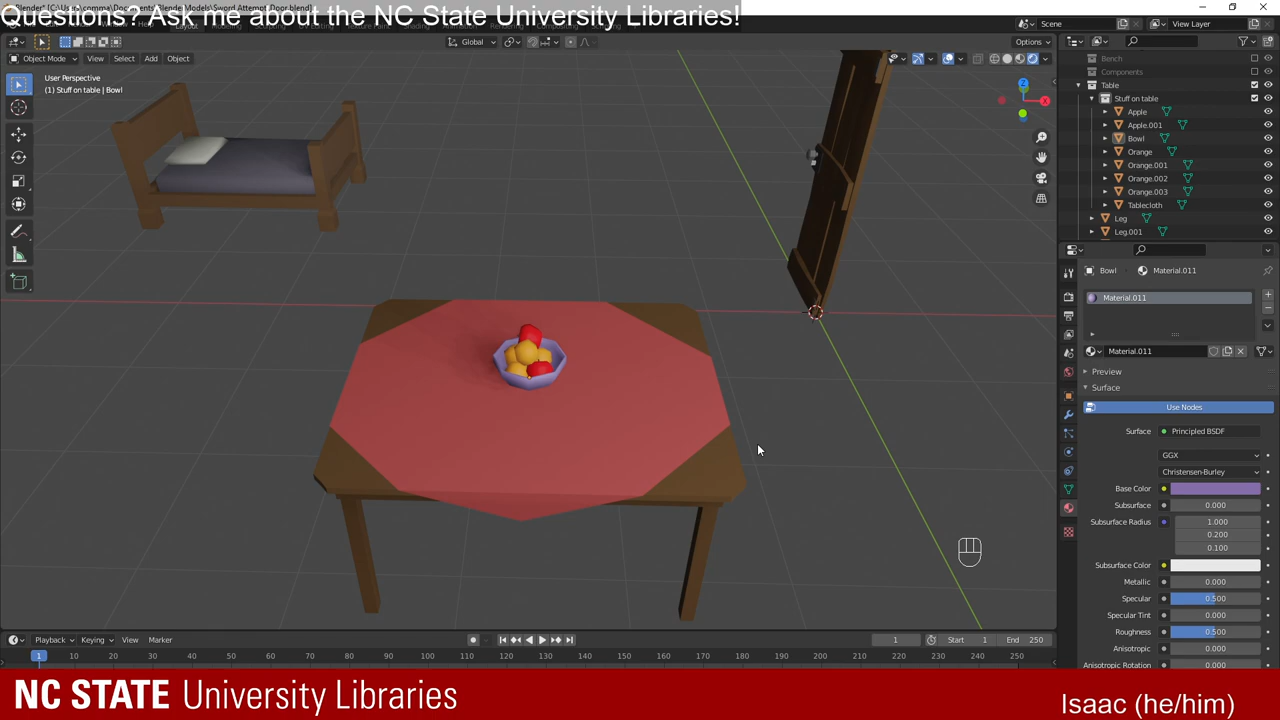 Questions? Ask me about the NC State University Libraries!
Scene
View Layer
Global
Options
Object Mode
View
Select
Add
Object
User Perspective
(1) Stuff on table | Bowl
Z
X
Bench
Components
Table
Stuff on table
Apple
Apple.001
Bowl
Orange
Orange.001
Orange.002
Orange.003
Tablecloth
Leg
Leg.001
Bowl
Material.011
Material.011
Material.011
Preview
Surface
Use Nodes
Surface
Principled BSDF
GGX
Christensen-Burley
Base Color
Subsurface
0.000
Subsurface Radius
1.000
0.200
0.100
Subsurface Color
Metallic
0.000
Specular
0.500
Specular Tint
0.000
Roughness
0.500
Anisotropic
0.000
Anisotropic Rotation
0.000
Playback
Keying
View
Marker
1
Start
1
End
250
1
10
20
30
40
50
60
70
80
90
100
110
120
130
140
150
160
170
180
190
200
210
220
230
240
250
NC STATE University Libraries
Isaac (he/him)